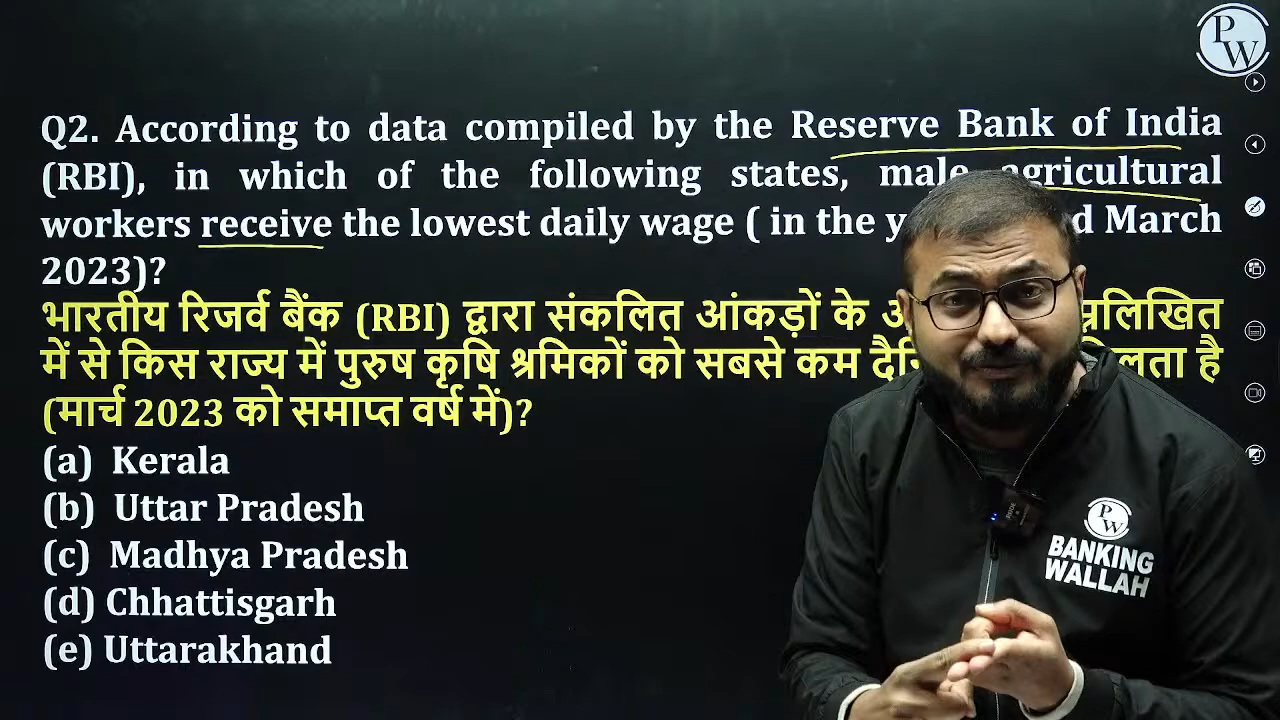 PW
Q2. According to data compiled by the Reserve Bank of India
(RBI), in which of the following states, male agricultural
workers receive the lowest daily wage ( in the March
2023)?
भारतीय रिजर्व बैंक (RBI) द्वारा संकलित आंकड़ों के
में से किस राज्य में पुरुष कृषि श्रमिकों को सबसे कम है
(मार्च 2023 को समाप्त वर्ष में)?
(a) Kerala
(b) Uttar Pradesh
(c) Madhya Pradesh
(d) Chhattisgarh
(e) Uttarakhand
PW
BANKING
WALLAH